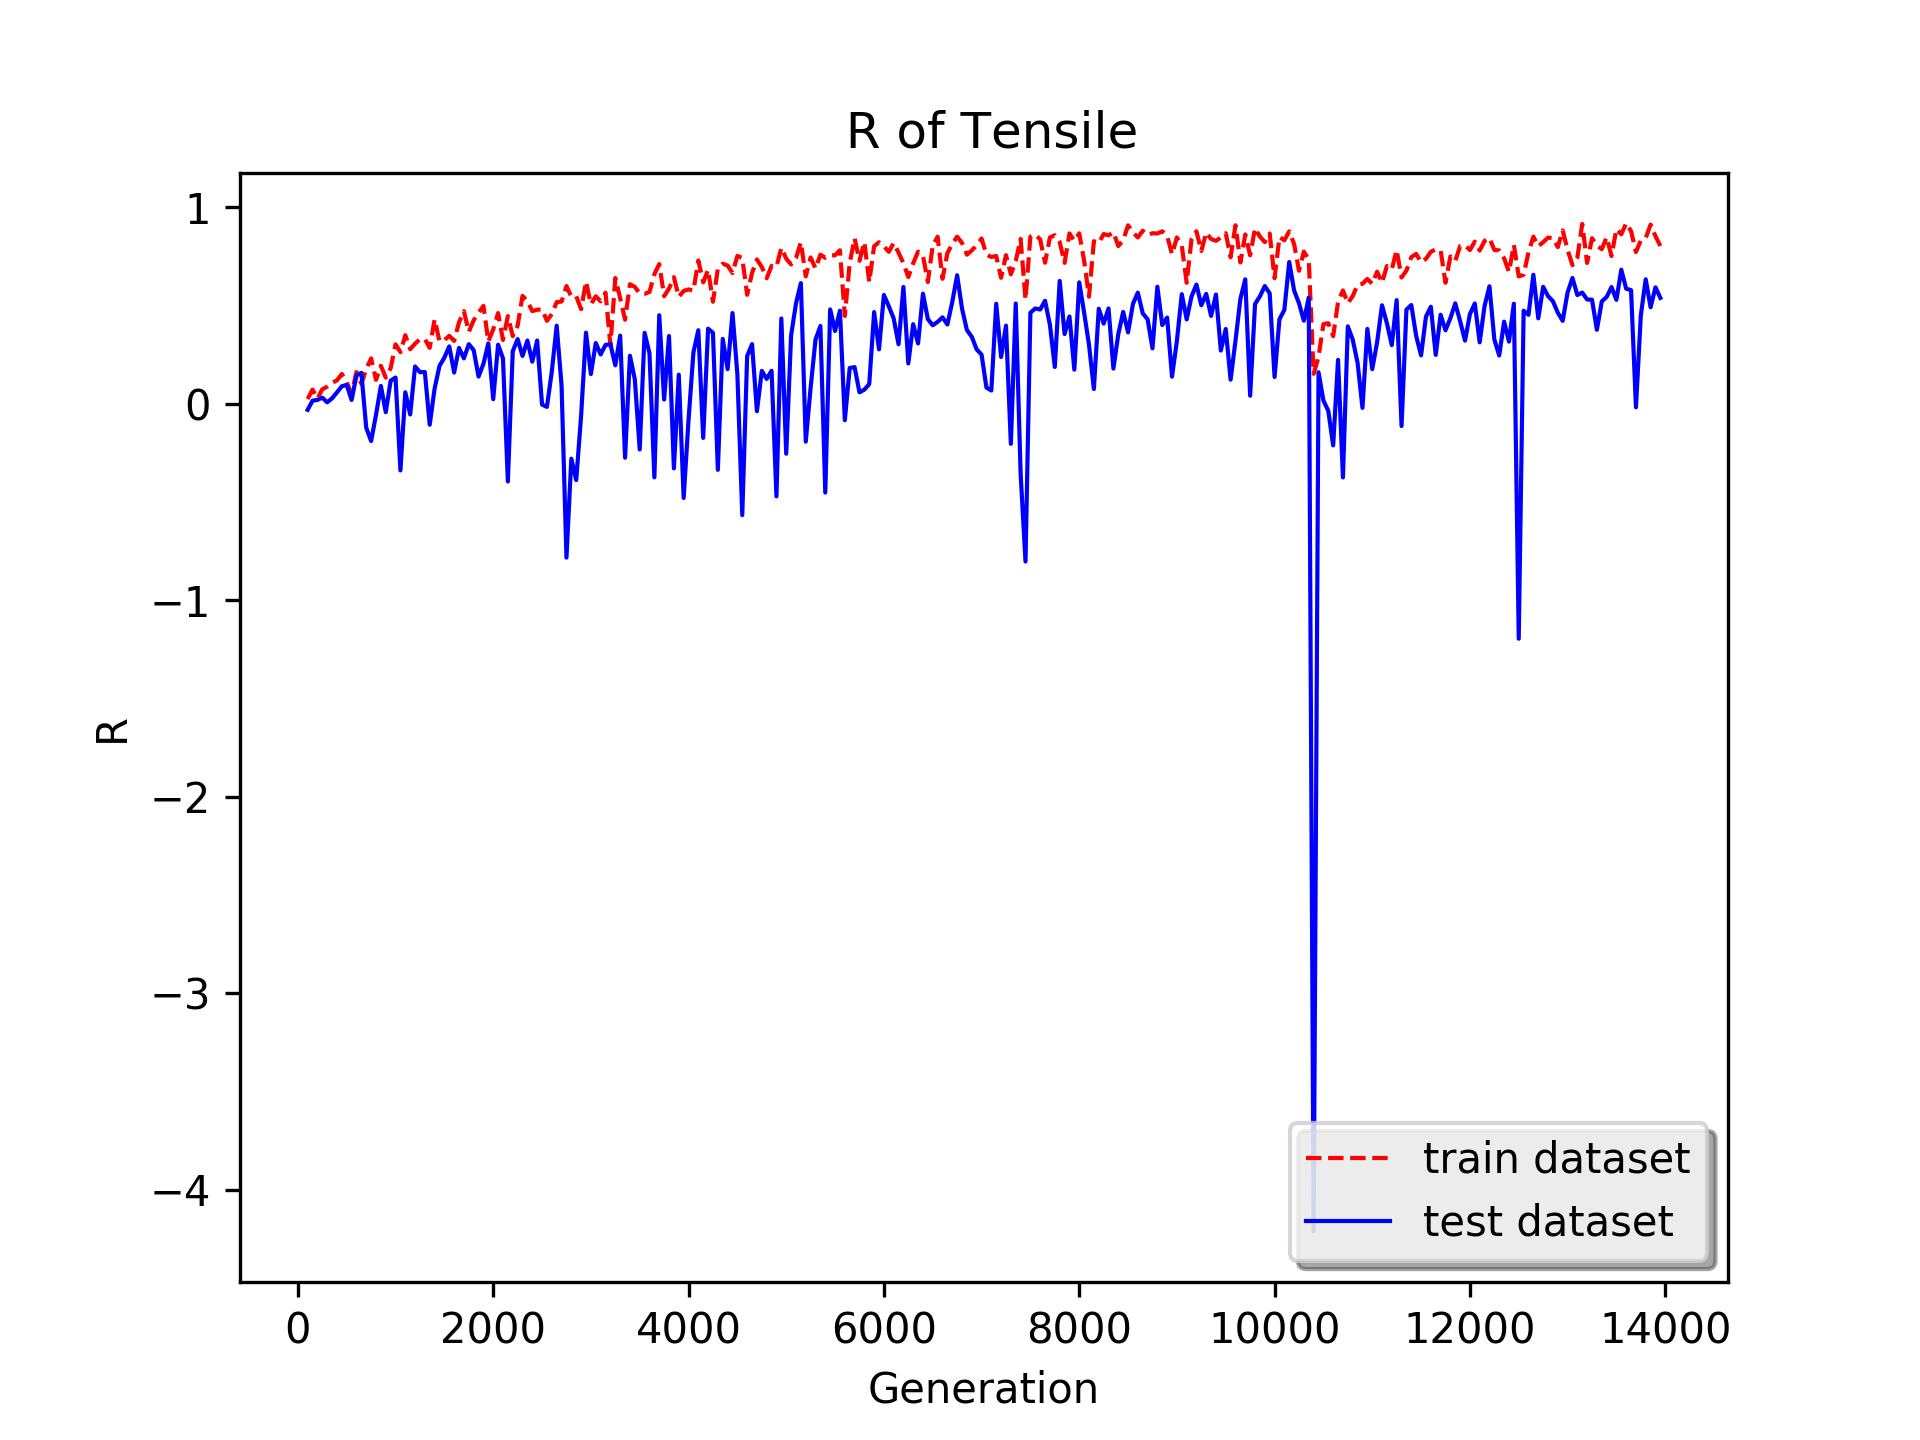 R of Tensile
1
0
−1
−2
−3
−4
R
train dataset
test dataset
0 2000 4000 6000 8000 10000 12000 14000
Generation